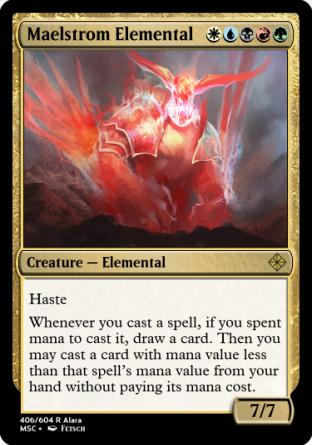 Maelstrom Elemental
Creature — Elemental
Haste
Whenever you cast a spell, if you spent
mana to cast it, draw a card. Then you
may cast a card with mana value less
than that spell's mana value from your
hand without paying its mana cost.
7/7
406/604 R Alara
MSC • Fetsch